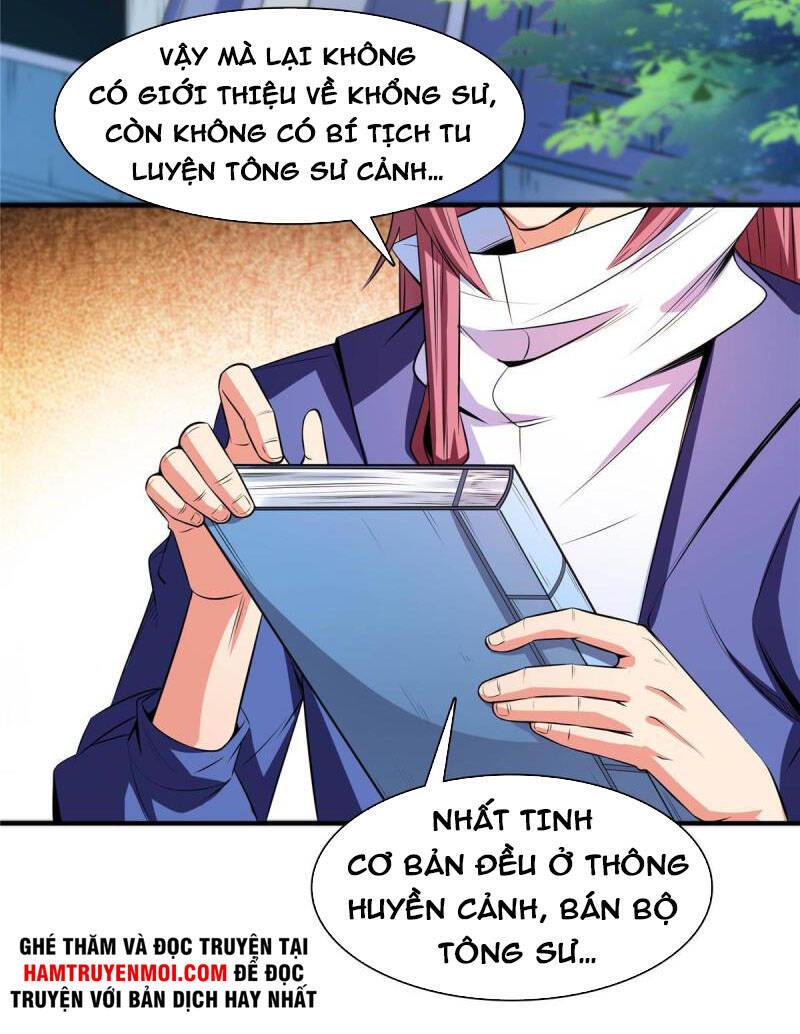 VẬY MÀ LẠI KHÔNG
CÓ GIỚI THIỆU VỀ KHỔNG SƯ,
CÒN KHÔNG CÓ BÍ TỊCH TU
LUYỆN TÔNG SƯ CẢNH...
NHẤT TINH
CƠ BẢN ĐỀU Ở THÔNG
HUYỀN CẢNH, BÁN BỘ
TÔNG SƯ...
GHÉ THĂM VÀ ĐỌC TRUYỆN TẠI
HAMTRUYENMOI.COM ĐỂ ĐỌC
TRUYỆN VỚI BẢN DỊCH HAY NHẤT